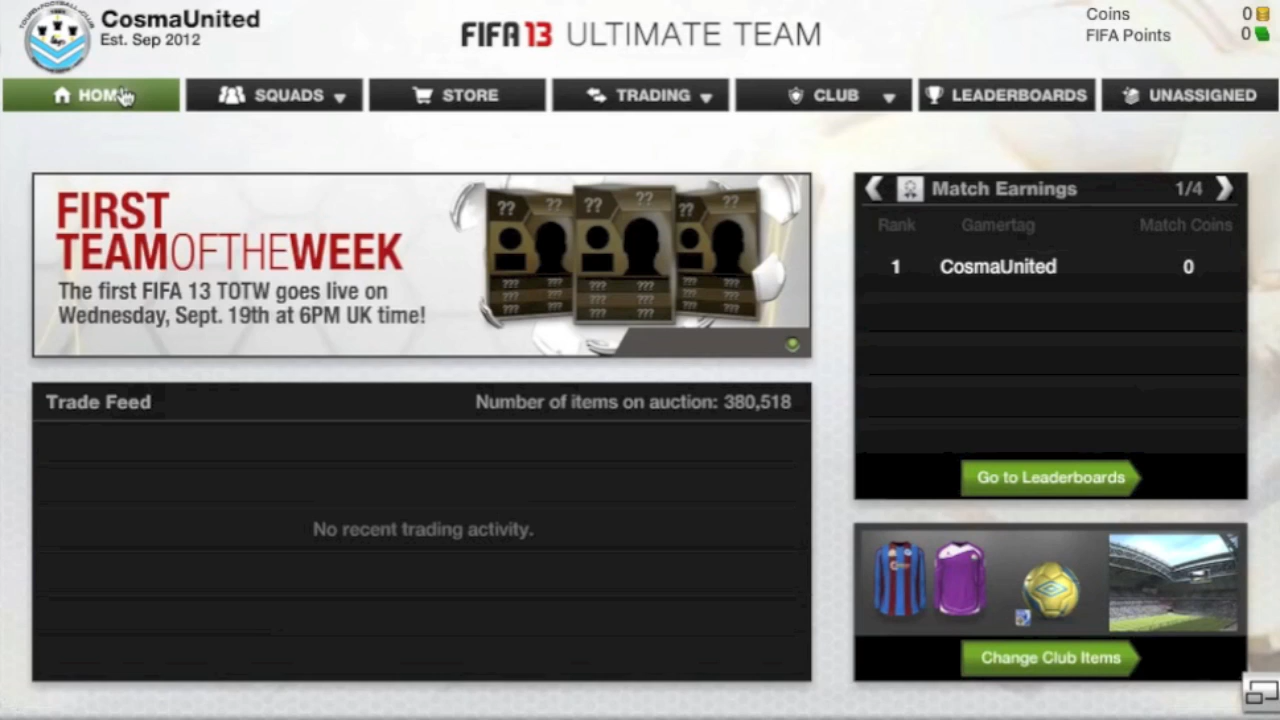 CosmaUnited
Est. Sep 2012
FIFA 13 ULTIMATE TEAM
Coins 0
FIFA Points 0
HOM
SQUADS
STORE
TRADING
CLUB
LEADERBOARDS
UNASSIGNED
FIRST
TEAMOFTHEWEEK
The first FIFA 13 TOTW goes live on
Wednesday, Sept. 19th at 6PM UK time!
?? ?? ?? ?? ?? ??
??? ??? ??? ??? ??? ???
??? ??? ??? ??? ??? ???
??? ??? ??? ??? ??? ???
Match Earnings 1/4
Rank Gamertag Match Coins
1 CosmaUnited 0
Go to Leaderboards
Trade Feed Number of items on auction: 380,518
No recent trading activity.
Change Club Items